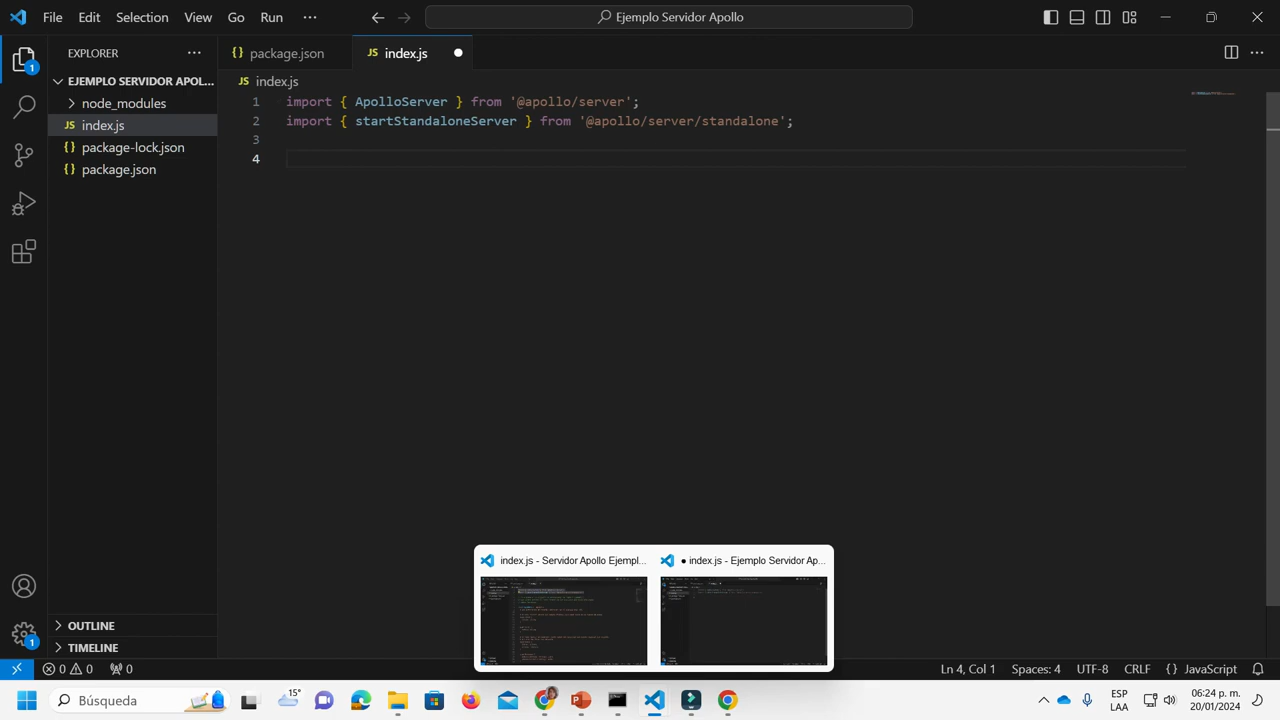 File Edit Selection View Go Run
Ejemplo Servidor Apollo
EXPLORER
package.json
index.js
EJEMPLO SERVIDOR APOL...
node_modules
index.js
package-lock.json
package.json
1
index.js
1 import { ApolloServer } from '@apollo/server';
2 import { startStandaloneServer } from '@apollo/server/standalone';
3
4
index.js - Servidor Apollo Ejempl...
● index.js - Ejemplo Servidor Ap...
OUTLINE
TIMELINE
1
0 0 0
Ln 4, Col 1 Spaces: 4 UTF-8 CRLF { } JavaScript
Búsqueda
15°
ESP
LAA
06:24 p. m.
20/01/2024